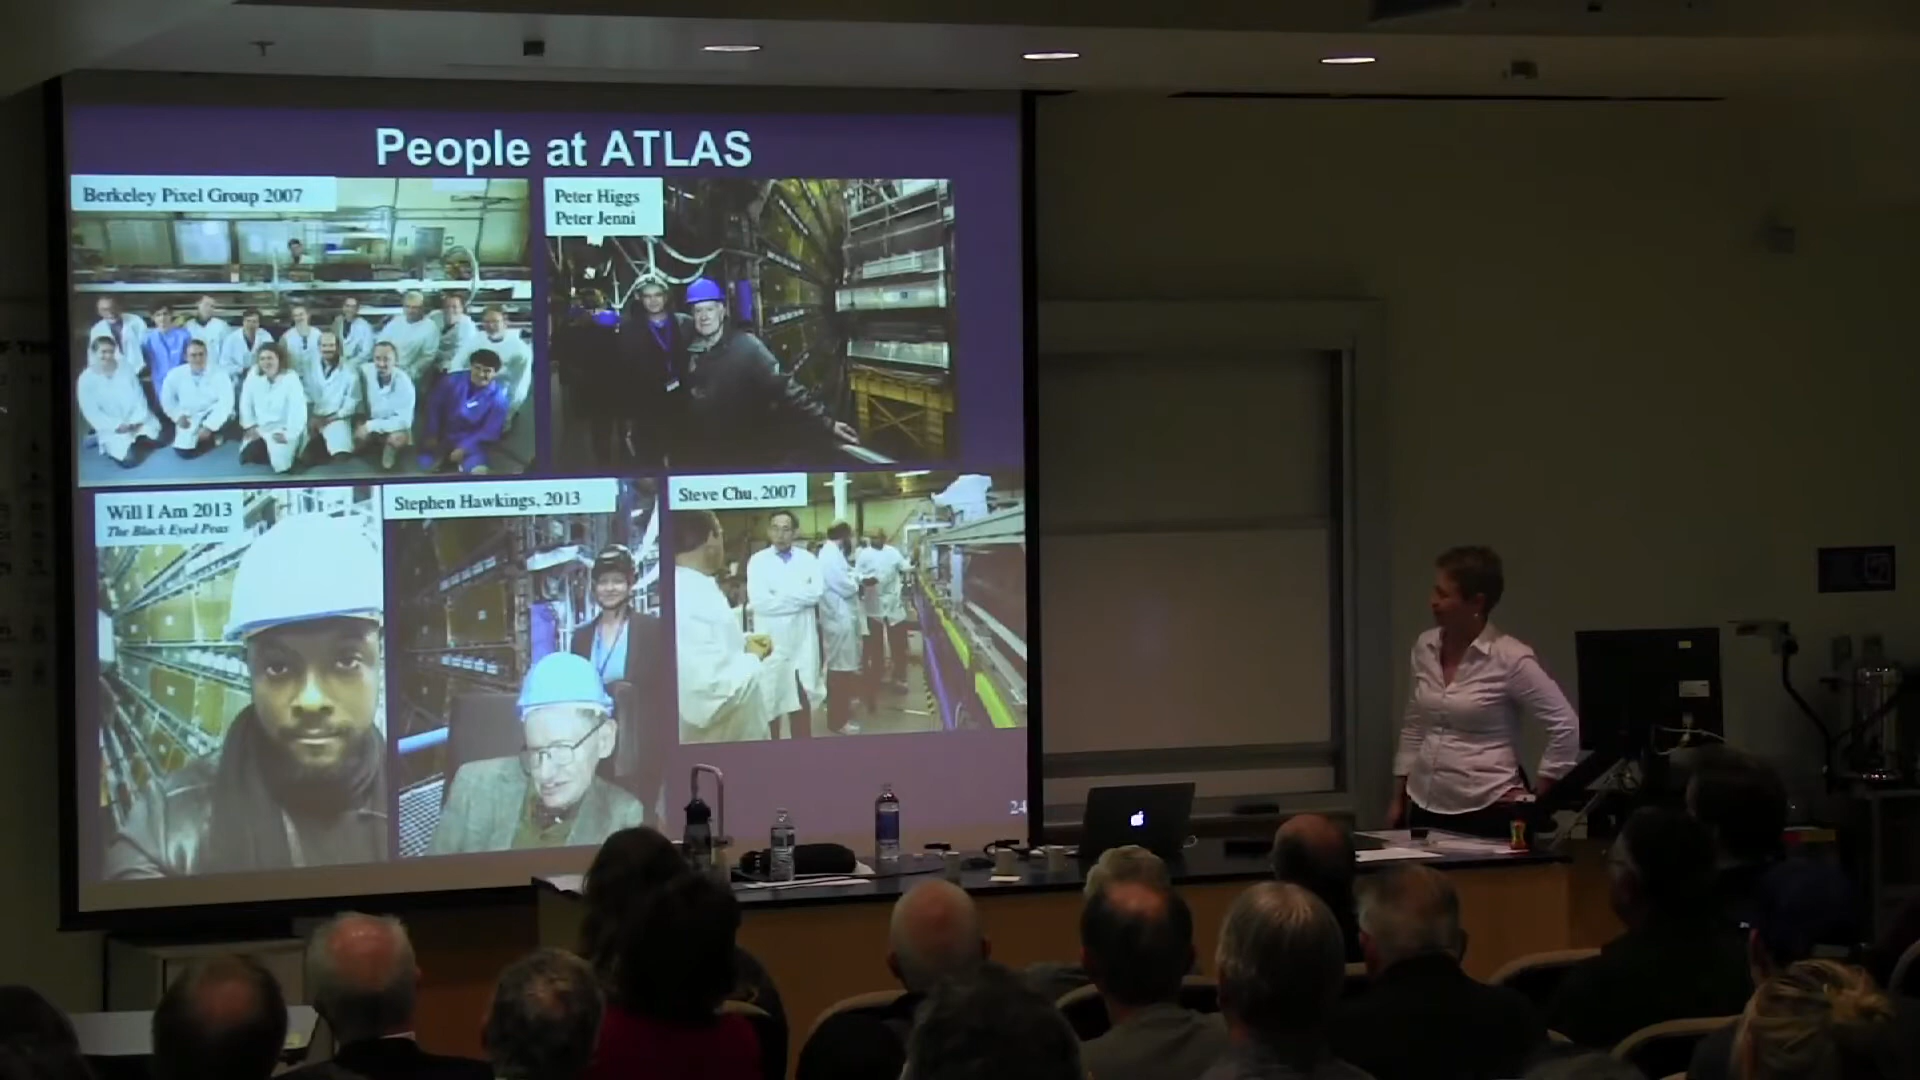 People at ATLAS
Berkeley Pixel Group 2007
Peter Higgs
Peter Jenni
Will I Am 2013
The Black Eyed Peas
Stephen Hawkings, 2013
Steve Chu, 2007
24